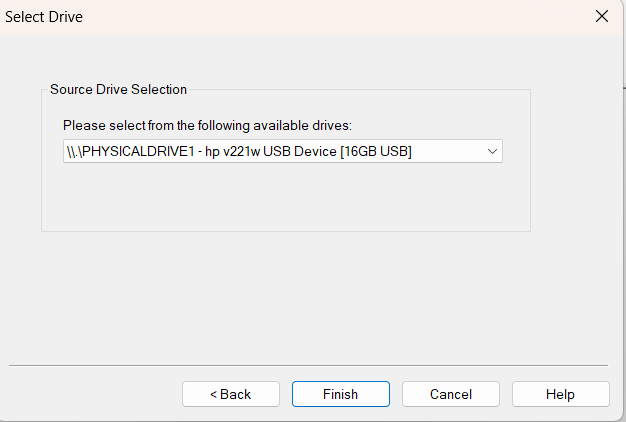 Select Drive
Source Drive Selection
Please select from the following available drives:
\\.\PHYSICALDRIVE1 - hp v221w USB Device [16GB USB]
< Back
Finish
Cancel
Help